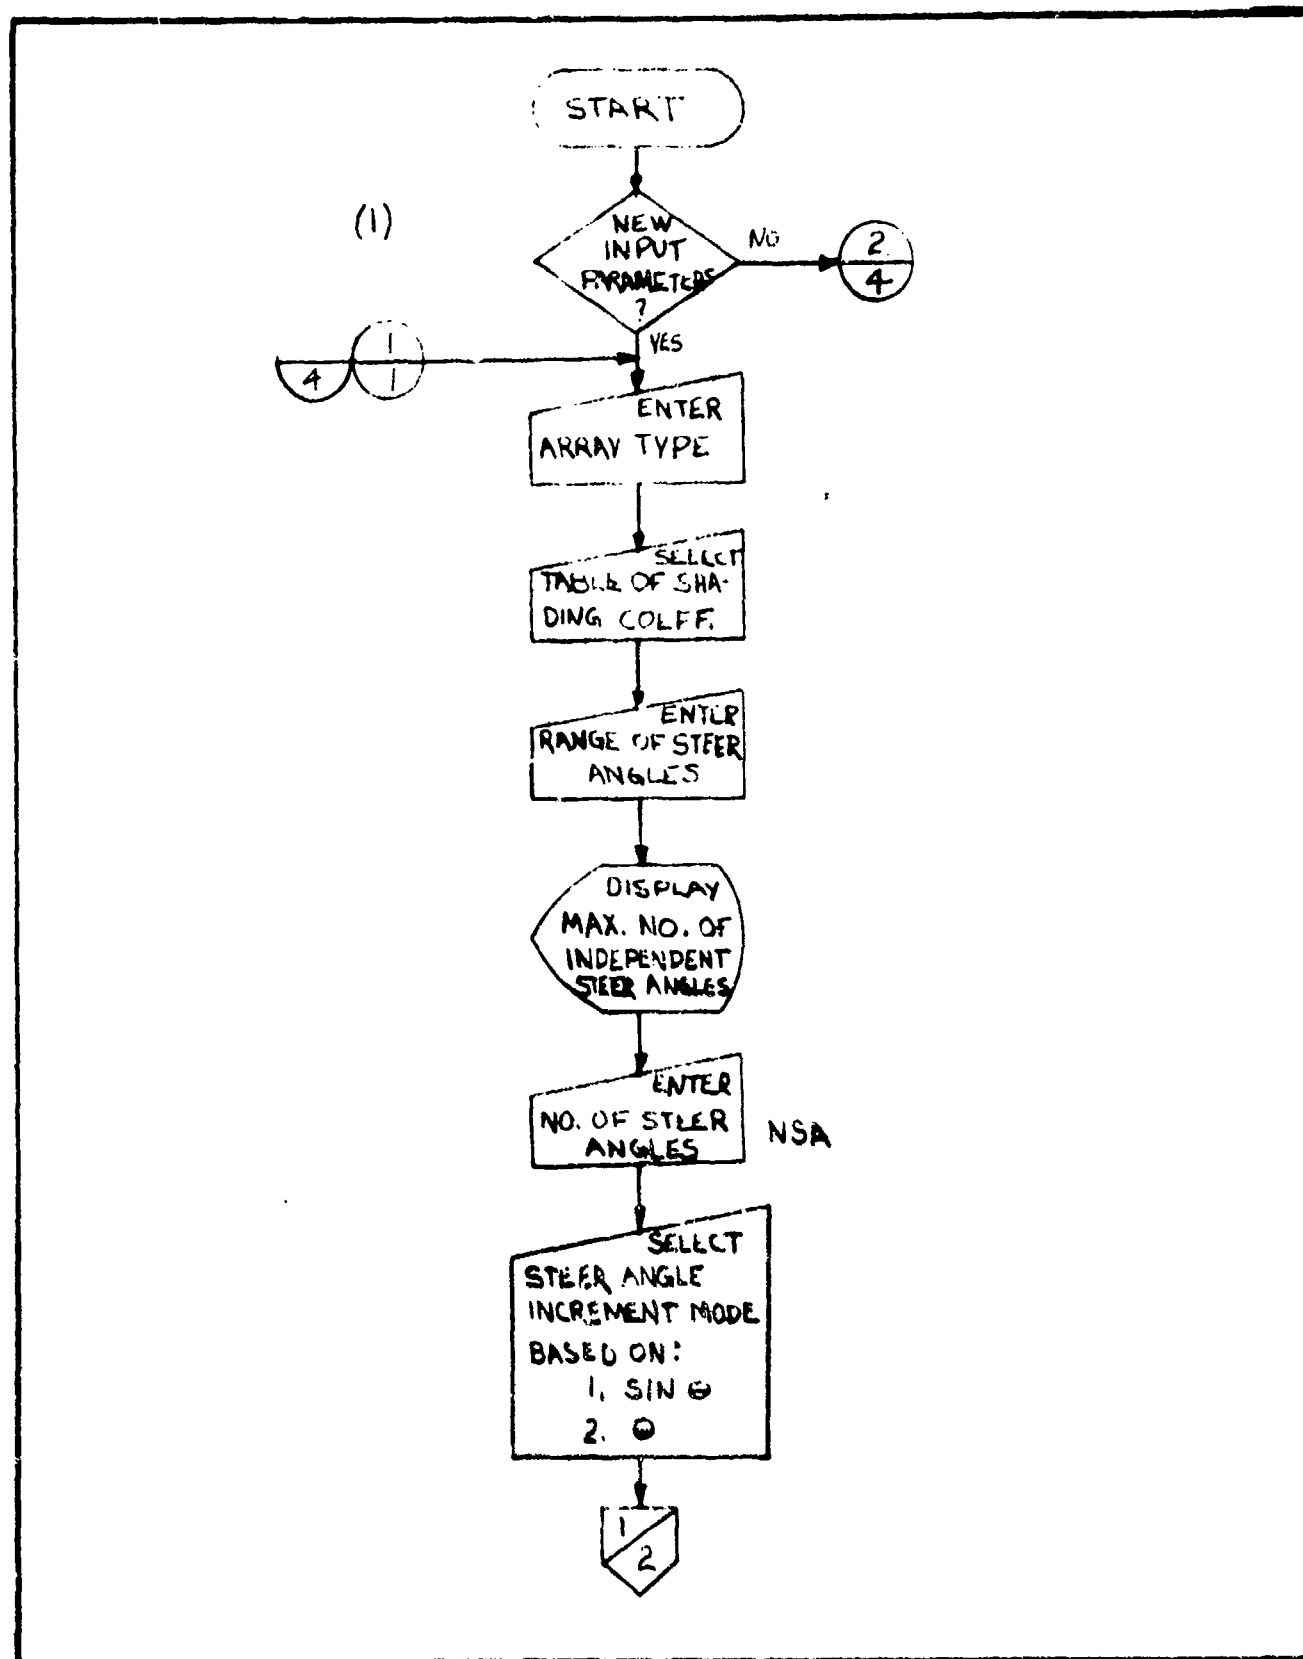 START
(1)
NEW
INPUT
PARAMETERS
?
NO
2
4
YES
1
4
1
ENTER
ARRAY TYPE
SELECT
TABLE OF SHA-
DING COEFF.
ENTER
RANGE OF STEER
ANGLES
DISPLAY
MAX. NO. OF
INDEPENDENT
STEER ANGLES
ENTER
NO. OF STEER
ANGLES
NSA
SELECT
STEER ANGLE
INCREMENT MODE
BASED ON:
1. SIN Θ
2. Θ
1
2